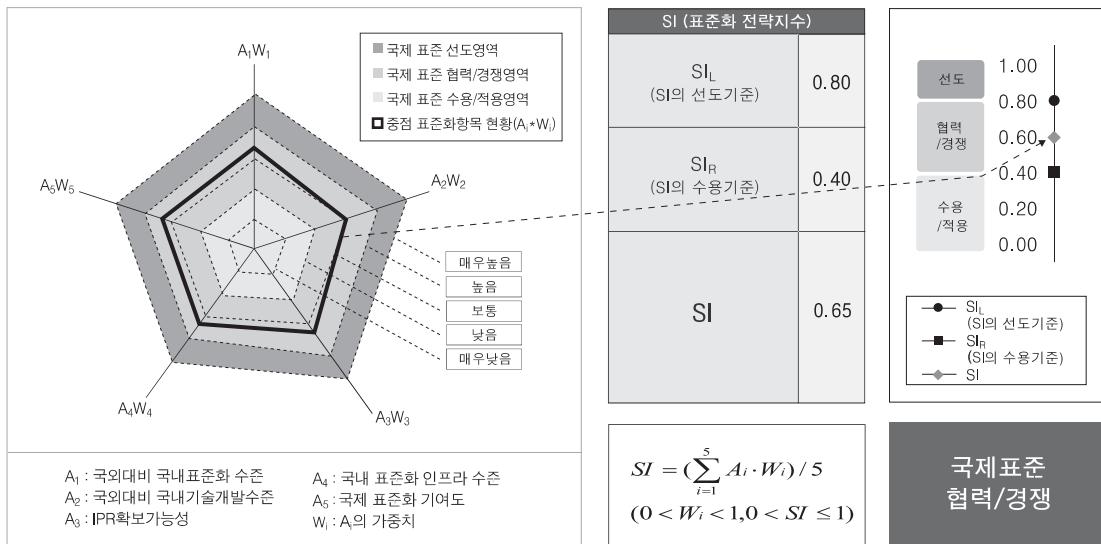 A₁W₁
A₂W₂
A₃W₃
A₄W₄
A₅W₅
국제 표준 선도영역
국제 표준 협력/경쟁영역
국제 표준 수용/적용영역
중점 표준화항목 현황(Aᵢ*Wᵢ)
매우높음
높음
보통
낮음
매우낮음
A₁ : 국외대비 국내표준화 수준
A₂ : 국외대비 국내기술개발수준
A₃ : IPR확보가능성
A₄ : 국내 표준화 인프라 수준
A₅ : 국제 표준화 기여도
Wᵢ : Aᵢ의 가중치
SI (표준화 전략지수)
SI_L
(SI의 선도기준)
0.80
SI_R
(SI의 수용기준)
0.40
SI
0.65
SI = (∑_{i=1}^{5} Aᵢ · Wᵢ) / 5
(0 < Wᵢ < 1,0 < SI ≤ 1)
선도
협력
/경쟁
수용
/적용
1.00
0.80
0.60
0.40
0.20
0.00
SI_L
(SI의 선도기준)
SI_R
(SI의 수용기준)
SI
국제표준
협력/경쟁